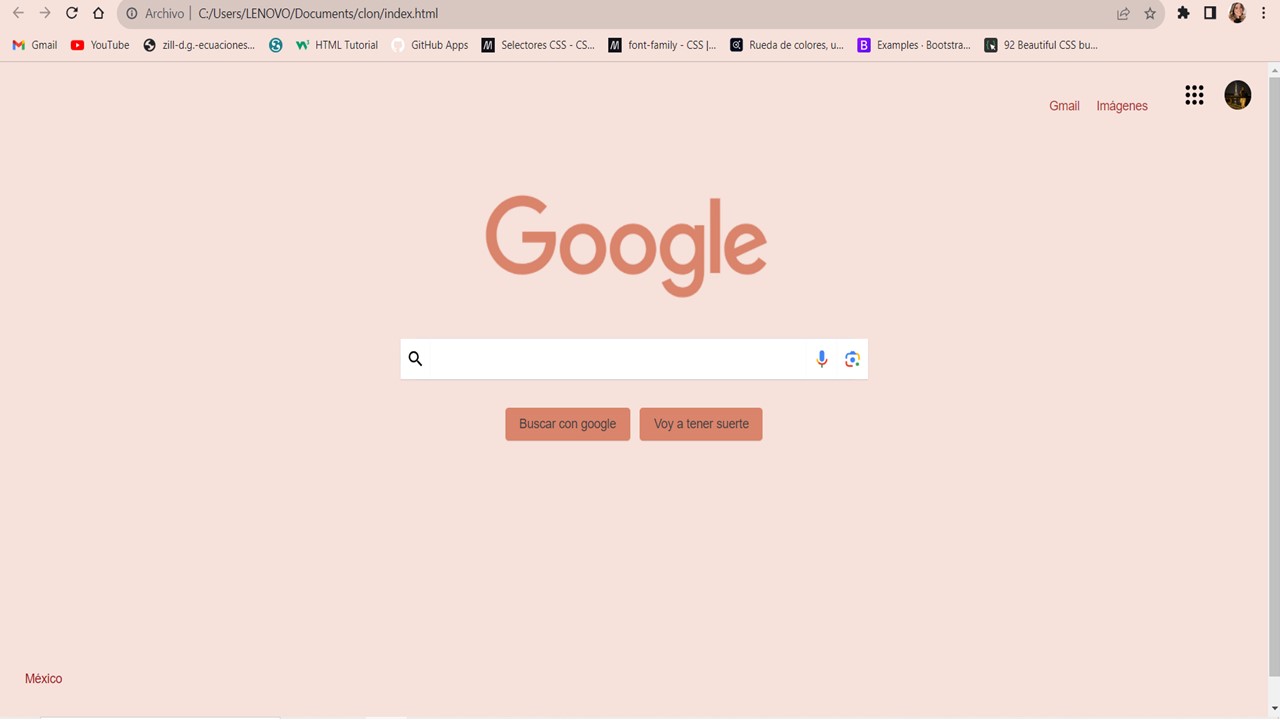 Archivo | C:/Users/LENOVO/Documents/clon/index.html
Gmail YouTube zill-d.g.-ecuaciones... HTML Tutorial GitHub Apps Selectores CSS - CS... font-family - CSS |... Rueda de colores, u... Examples · Bootstra... 92 Beautiful CSS bu...
Gmail Imágenes
Google
Buscar con google Voy a tener suerte
México